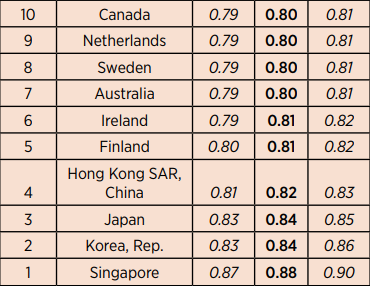 10 Canada 0.79 0.80 0.81
9 Netherlands 0.79 0.80 0.81
8 Sweden 0.79 0.80 0.81
7 Australia 0.79 0.80 0.81
6 Ireland 0.79 0.81 0.82
5 Finland 0.80 0.81 0.82
Hong Kong SAR,
4 China 0.81 0.82 0.83
3 Japan 0.83 0.84 0.85
2 Korea, Rep. 0.83 0.84 0.86
1 Singapore 0.87 0.88 0.90